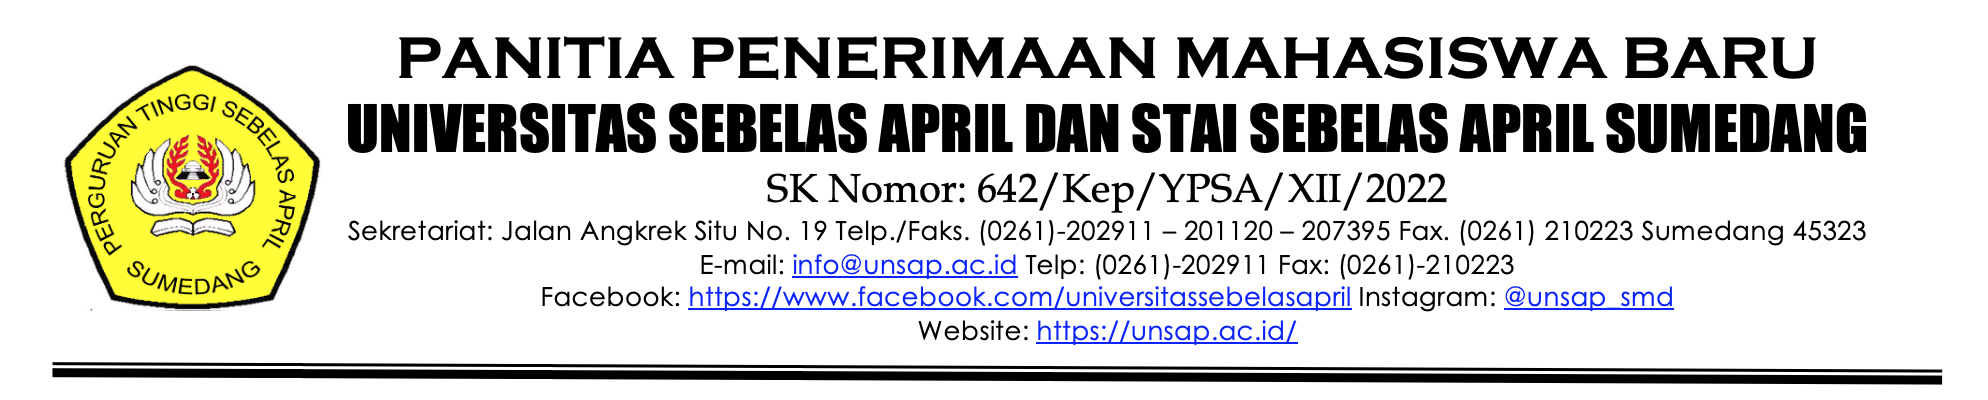 PANITIA PENERIMAAN MAHASISWA BARU
UNIVERSITAS SEBELAS APRIL DAN STAI SEBELAS APRIL SUMEDANG
SK Nomor: 642/Kep/YPSA/XII/2022
Sekretariat: Jalan Angkrek Situ No. 19 Telp./Faks. (0261)-202911 – 201120 – 207395 Fax. (0261) 210223 Sumedang 45323
E-mail: info@unsap.ac.id Telp: (0261)-202911 Fax: (0261)-210223
Facebook: https://www.facebook.com/universitassebelasapril Instagram: @unsap_smd
Website: https://unsap.ac.id/
PERGURUAN TINGGI SEBELAS APRIL
SUMEDANG